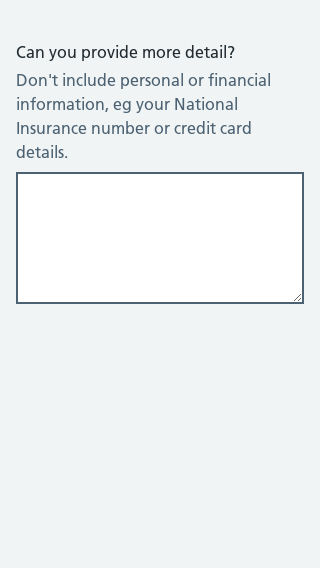 Can you provide more detail?
Don't include personal or financial
information, eg your National
Insurance number or credit card
details.